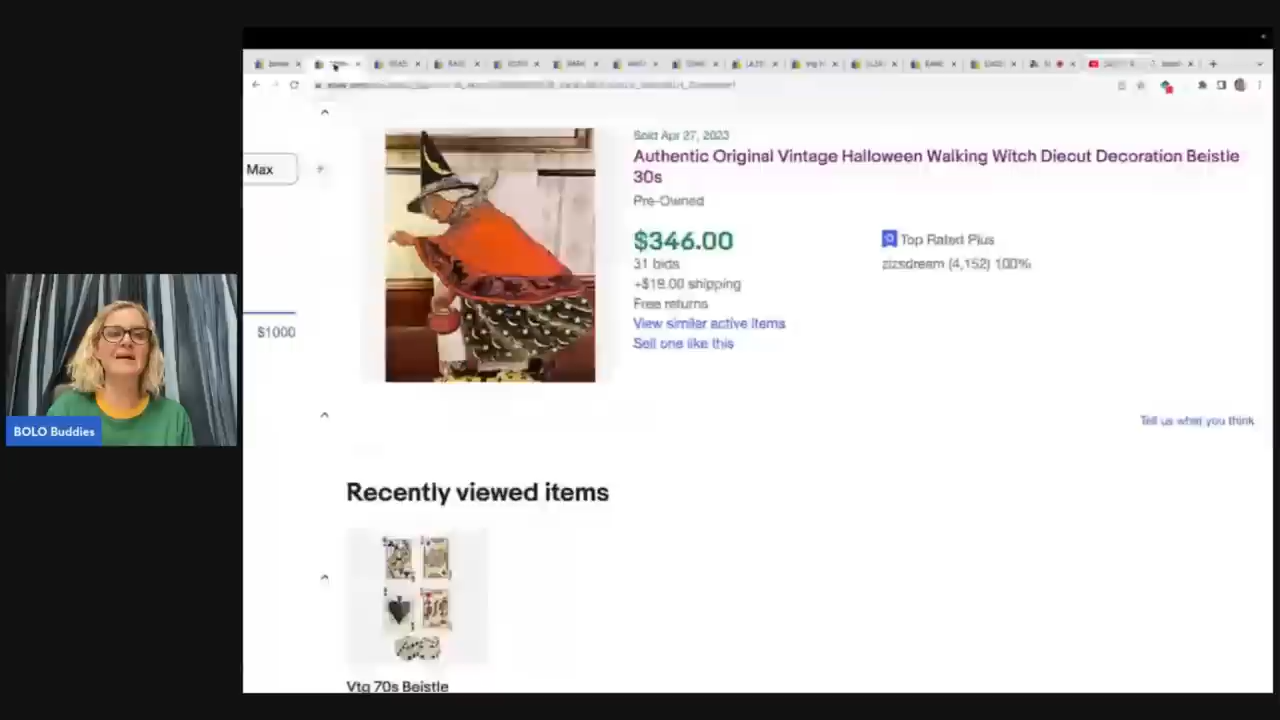 Max
$1000
Sold Apr 27, 2023
Authentic Original Vintage Halloween Walking Witch Diecut Decoration Beistle
30s
Pre-Owned
$346.00
31 bids
+$18.00 shipping
Free returns
View similar active items
Sell one like this
Top Rated Plus
zizsdream (4,152) 100%
Tell us what you think
BOLO Buddies
Recently viewed items
Vtg 70s Beistle